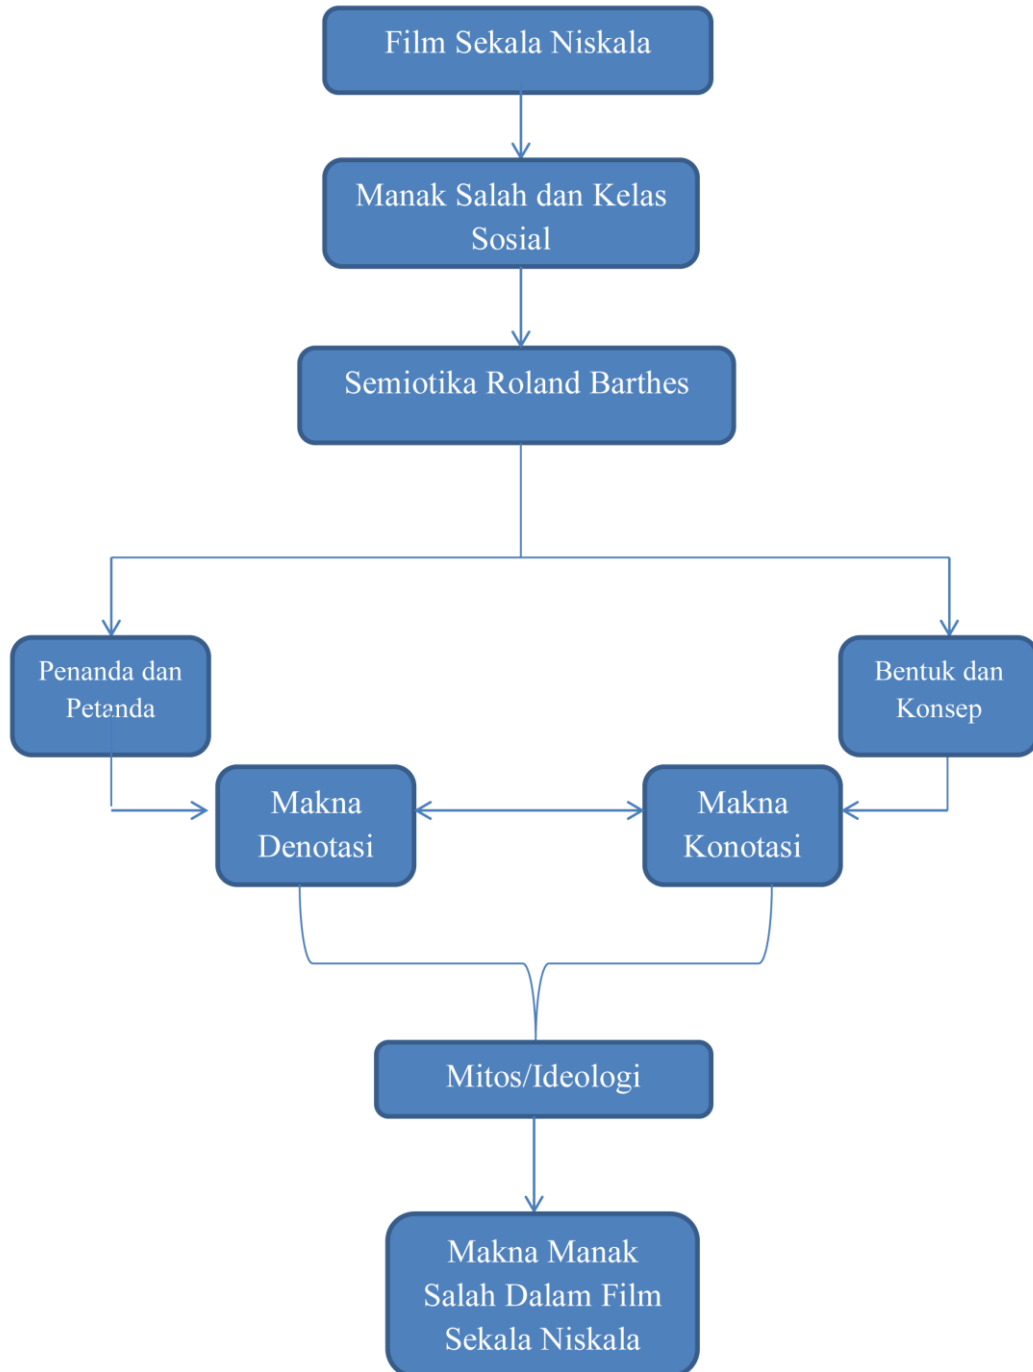 Film Sekala Niskala
Manak Salah dan Kelas
Sosial
Semiotika Roland Barthes
Penanda dan
Petanda
Bentuk dan
Konsep
Makna
Denotasi
Makna
Konotasi
Mitos/Ideologi
Makna Manak
Salah Dalam Film
Sekala Niskala